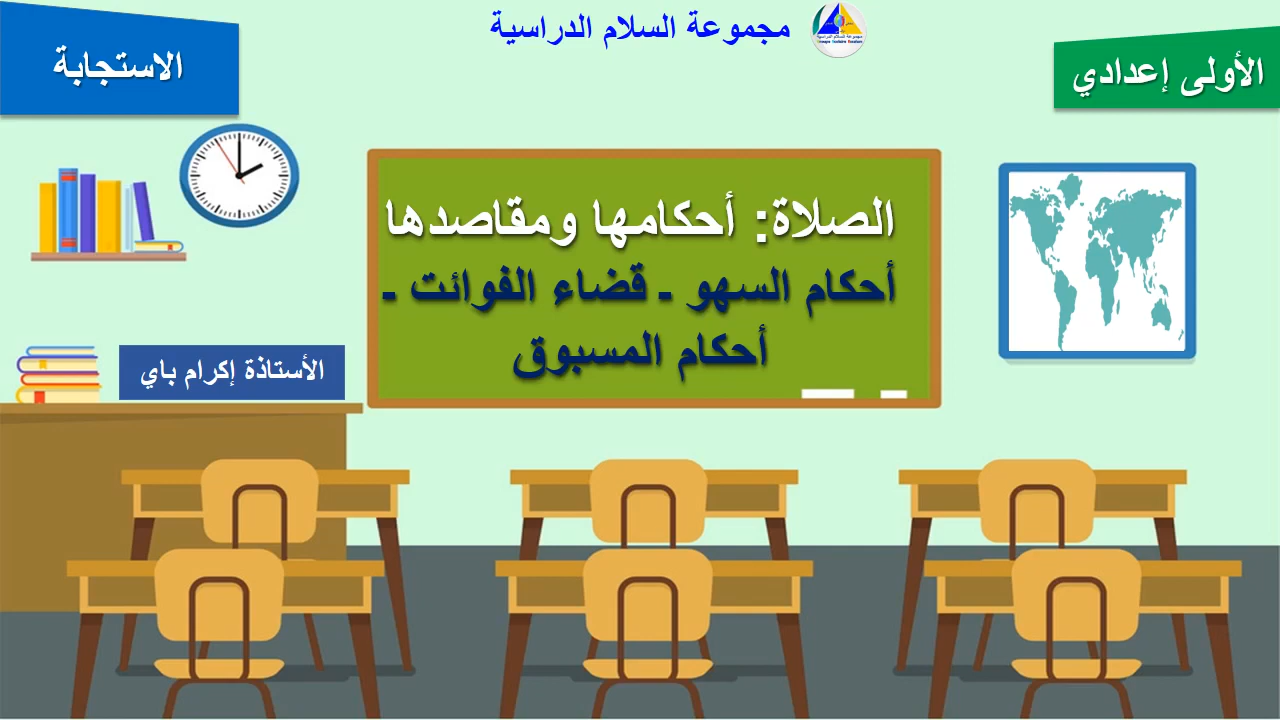 مجموعة السلام الدراسية
الأولى إعدادي
الاستجابة
الصلاة: أحكامها ومقاصدها
أحكام السهو - قضاء الفوائت -
أحكام المسبوق
الأستاذة إكرام باي